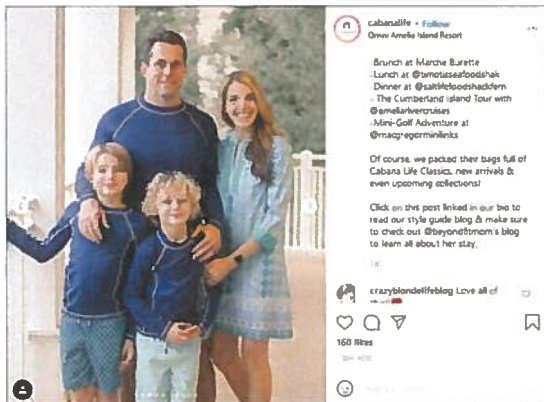 cabanalife • Follow
Omni Amelia Island Resort
Brunch at Marche Burette
Lunch at @timotisseafoodshak
Dinner at @saltlifefoodshackfern
The Cumberland Island Tour with
@ameliarivercruises
Mini-Golf Adventure at
@macgregorminilinks
Of course, we packed their bags full of
Cabana Life Classics, new arrivals &
even upcoming collections!
Click on this post linked in our bio to
read our style guide blog & make sure
to check out @beyondtmom's blog
to learn all about her stay.
crazyblondelifeblog Love all of
160 likes